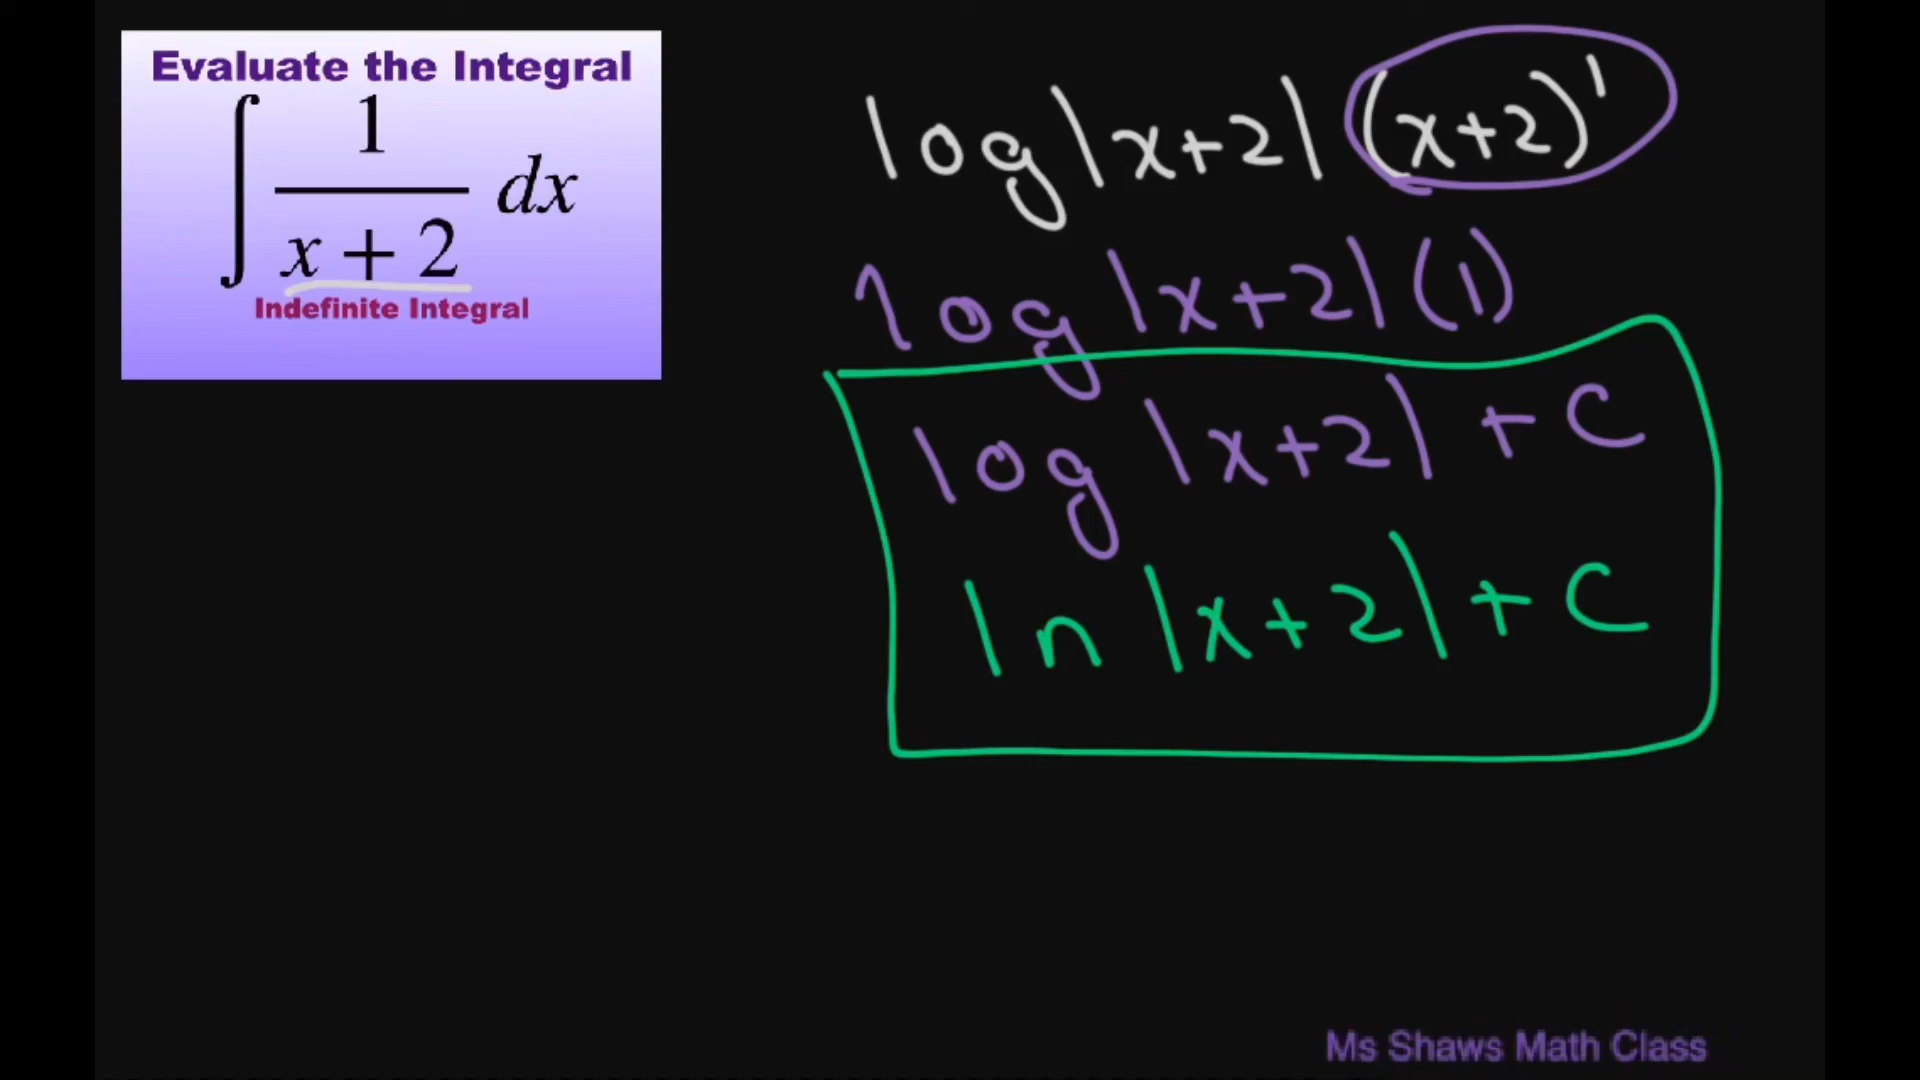 Evaluate the Integral
∫ 1/(x + 2) dx
Indefinite Integral
log|x+2| (x+2)'
log|x+2| (1)
log|x+2| + C
ln|x+2| + C
Ms Shaws Math Class